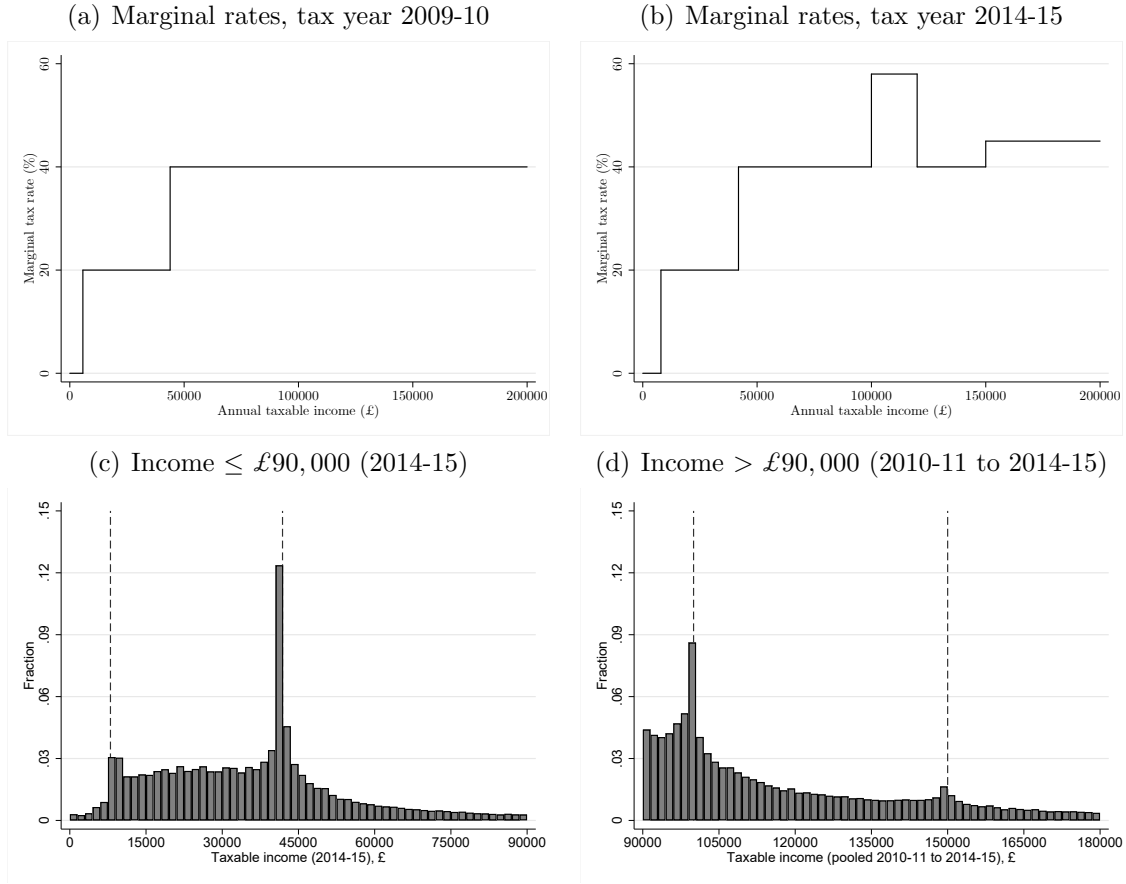 (a) Marginal rates, tax year 2009-10
(b) Marginal rates, tax year 2014-15
Marginal tax rate (%)
60
40
20
0
0 50000 100000 150000 200000
Annual taxable income (£)
Marginal tax rate (%)
60
40
20
0
0 50000 100000 150000 200000
Annual taxable income (£)
(c) Income ≤ £90,000 (2014-15)
(d) Income > £90,000 (2010-11 to 2014-15)
Fraction
.15
.12
.09
.06
.03
0
0 15000 30000 45000 60000 75000 90000
Taxable income (2014-15), £
Fraction
.15
.12
.09
.06
.03
0
90000 105000 120000 135000 150000 165000 180000
Taxable income (pooled 2010-11 to 2014-15), £